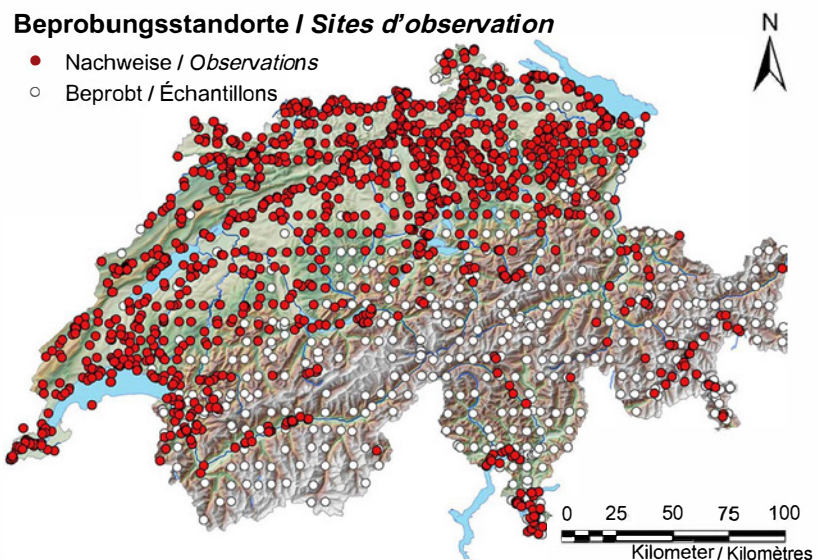 Beprobungsstandorte / Sites d'observation
Nachweise / Observations
Beprobt / Échantillons
N
0 25 50 75 100
Kilometer / Kilomètres